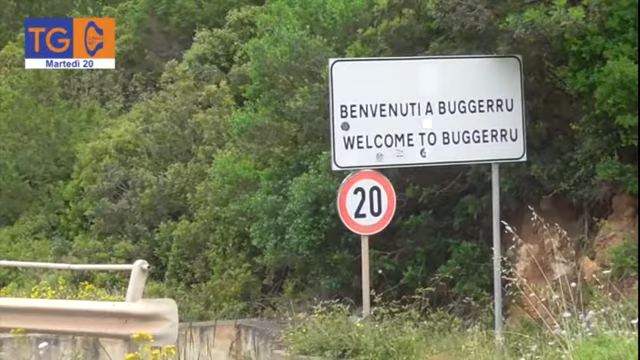 TG
Martedì 20
BENVENUTI A BUGGERRU
WELCOME TO BUGGERRU
20